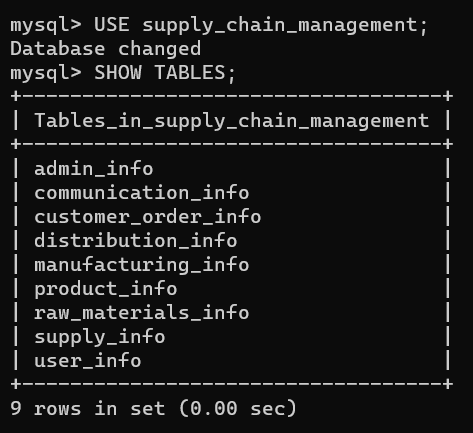 mysql> USE supply_chain_management;
Database changed
mysql> SHOW TABLES;
+-----------------------------------+
| Tables_in_supply_chain_management |
+-----------------------------------+
| admin_info                        |
| communication_info                |
| customer_order_info               |
| distribution_info                 |
| manufacturing_info                |
| product_info                      |
| raw_materials_info                |
| supply_info                       |
| user_info                         |
+-----------------------------------+
9 rows in set (0.00 sec)